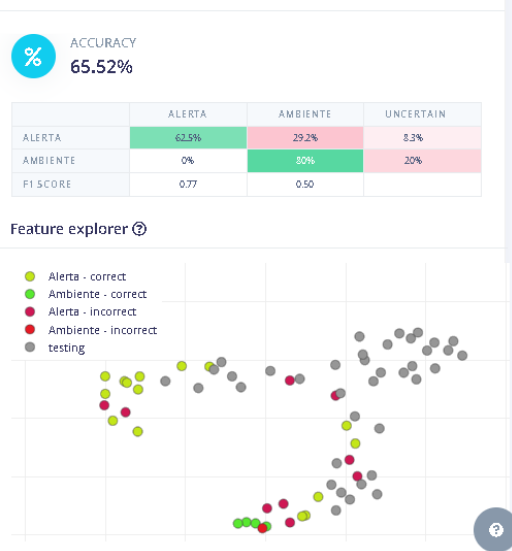 %
ACCURACY
65.52%
ALERTA AMBIENTE UNCERTAIN
ALERTA 62.5% 29.2% 8.3%
AMBIENTE 0% 80% 20%
F1 SCORE 0.77 0.50
Feature explorer ?
Alerta - correct
Ambiente - correct
Alerta - incorrect
Ambiente - incorrect
testing
?